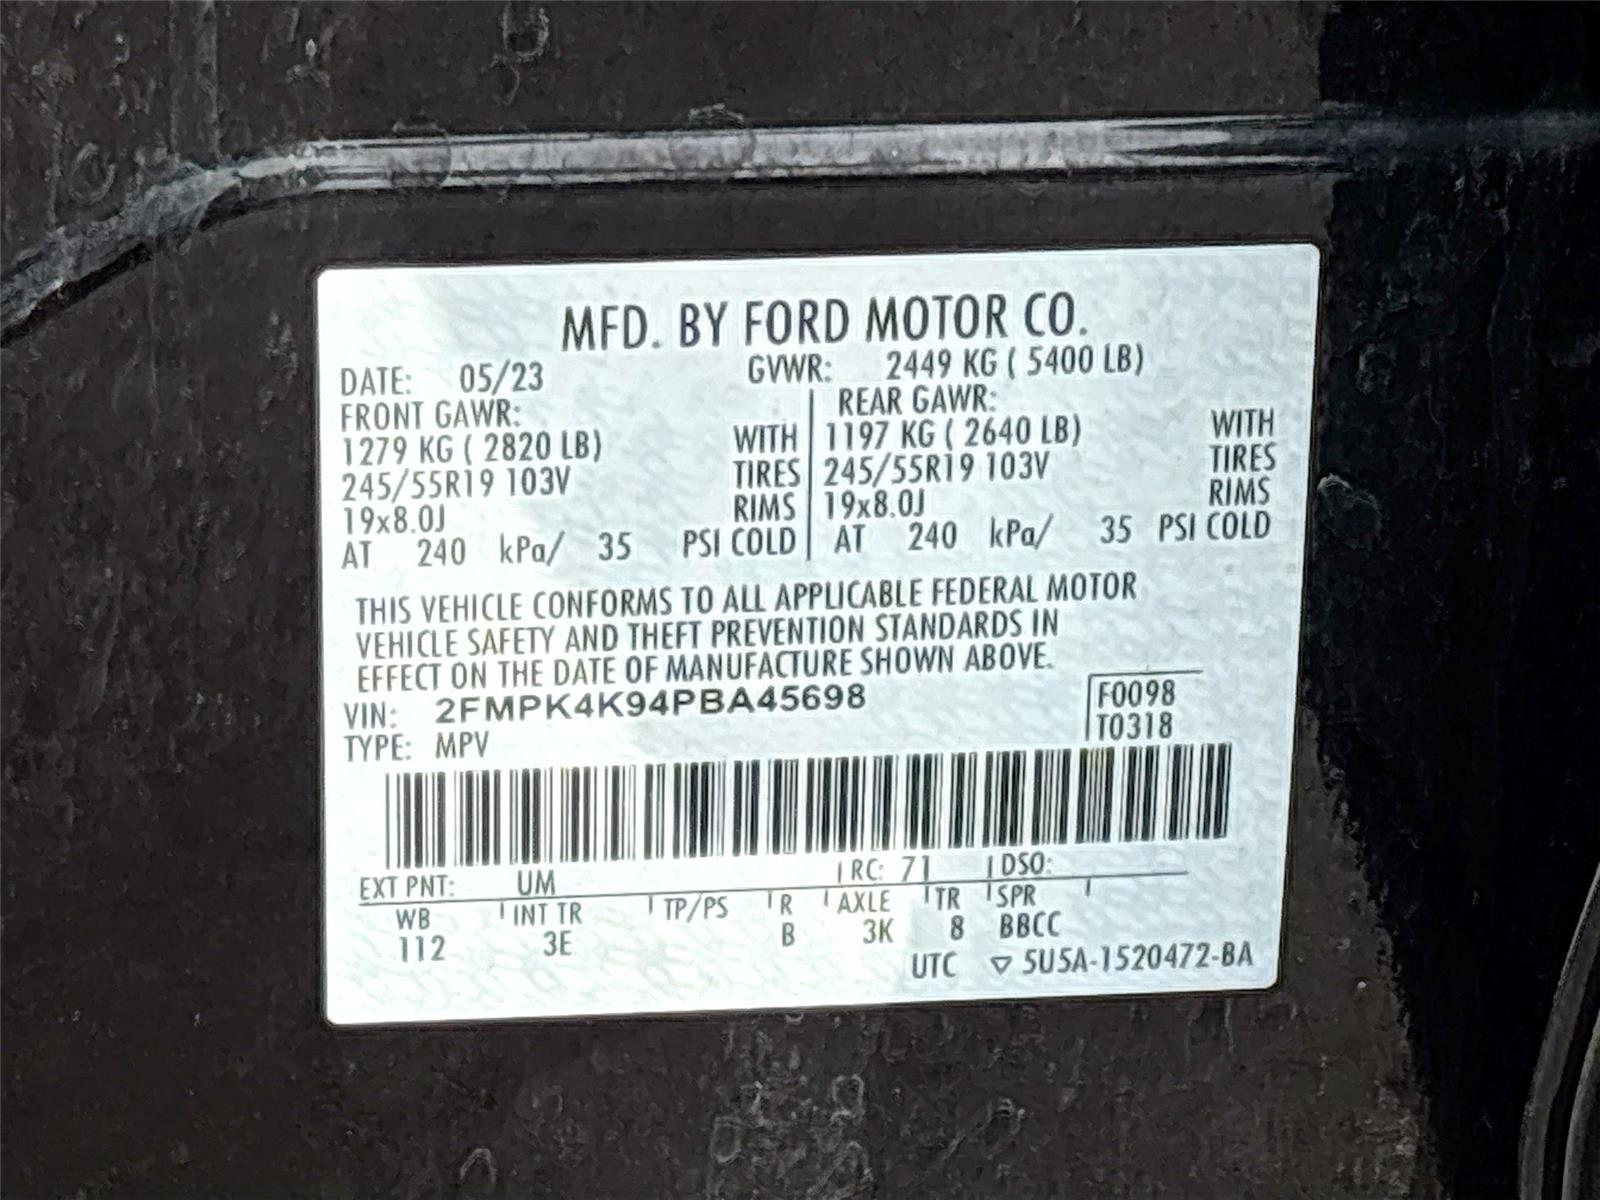 MFD. BY FORD MOTOR CO.
DATE: 05/23 GVWR: 2449 KG ( 5400 LB)
FRONT GAWR: REAR GAWR:
1279 KG ( 2820 LB) WITH 1197 KG ( 2640 LB) WITH
245/55R19 103V TIRES 245/55R19 103V TIRES
19x8.0J RIMS 19x8.0J RIMS
AT 240 kPa/ 35 PSI COLD AT 240 kPa/ 35 PSI COLD
THIS VEHICLE CONFORMS TO ALL APPLICABLE FEDERAL MOTOR
VEHICLE SAFETY AND THEFT PREVENTION STANDARDS IN
EFFECT ON THE DATE OF MANUFACTURE SHOWN ABOVE.
VIN: 2FMPK4K94PBA45698 F0098
TYPE: MPV T0318
EXT PNT: UM RC: 71 DSO:
WB INT TR TP/PS R AXLE TR SPR
112 3E B 3K 8 BBCC
UTC ▽ 5U5A-1520472-BA